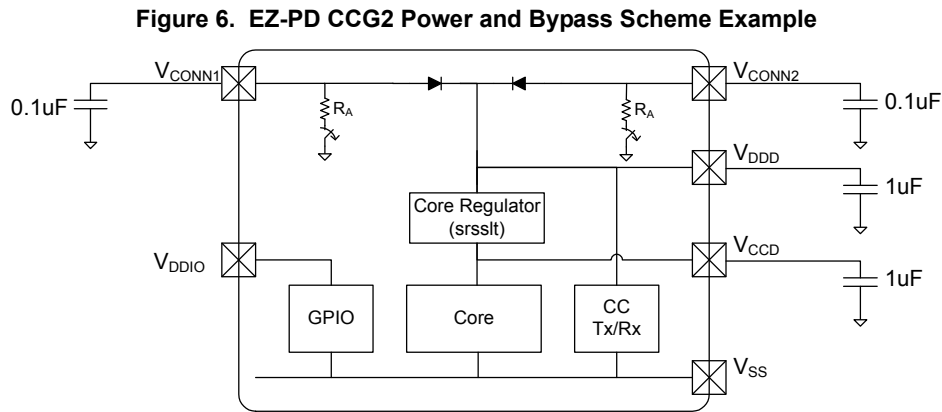 Figure 6. EZ-PD CCG2 Power and Bypass Scheme Example
VCONN1
VCONN2
0.1uF
RA
RA
0.1uF
VDDD
1uF
Core Regulator
(srsslt)
VDDIO
VCCD
1uF
GPIO
Core
CC
Tx/Rx
VSS